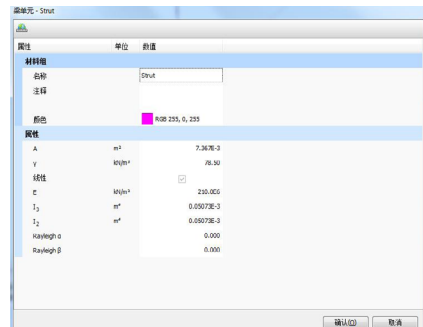 梁单元 - Strut
属性 单位 数值
材料组
名称 Strut
注释
颜色 RGB 255, 0, 255
属性
A m² 7.367E-3
γ kN/m³ 78.50
线性
E kN/m² 210.0E6
I₃ m⁴ 0.05073E-3
I₂ m⁴ 0.05073E-3
Rayleigh α 0.000
Rayleigh β 0.000
确认(O) 取消